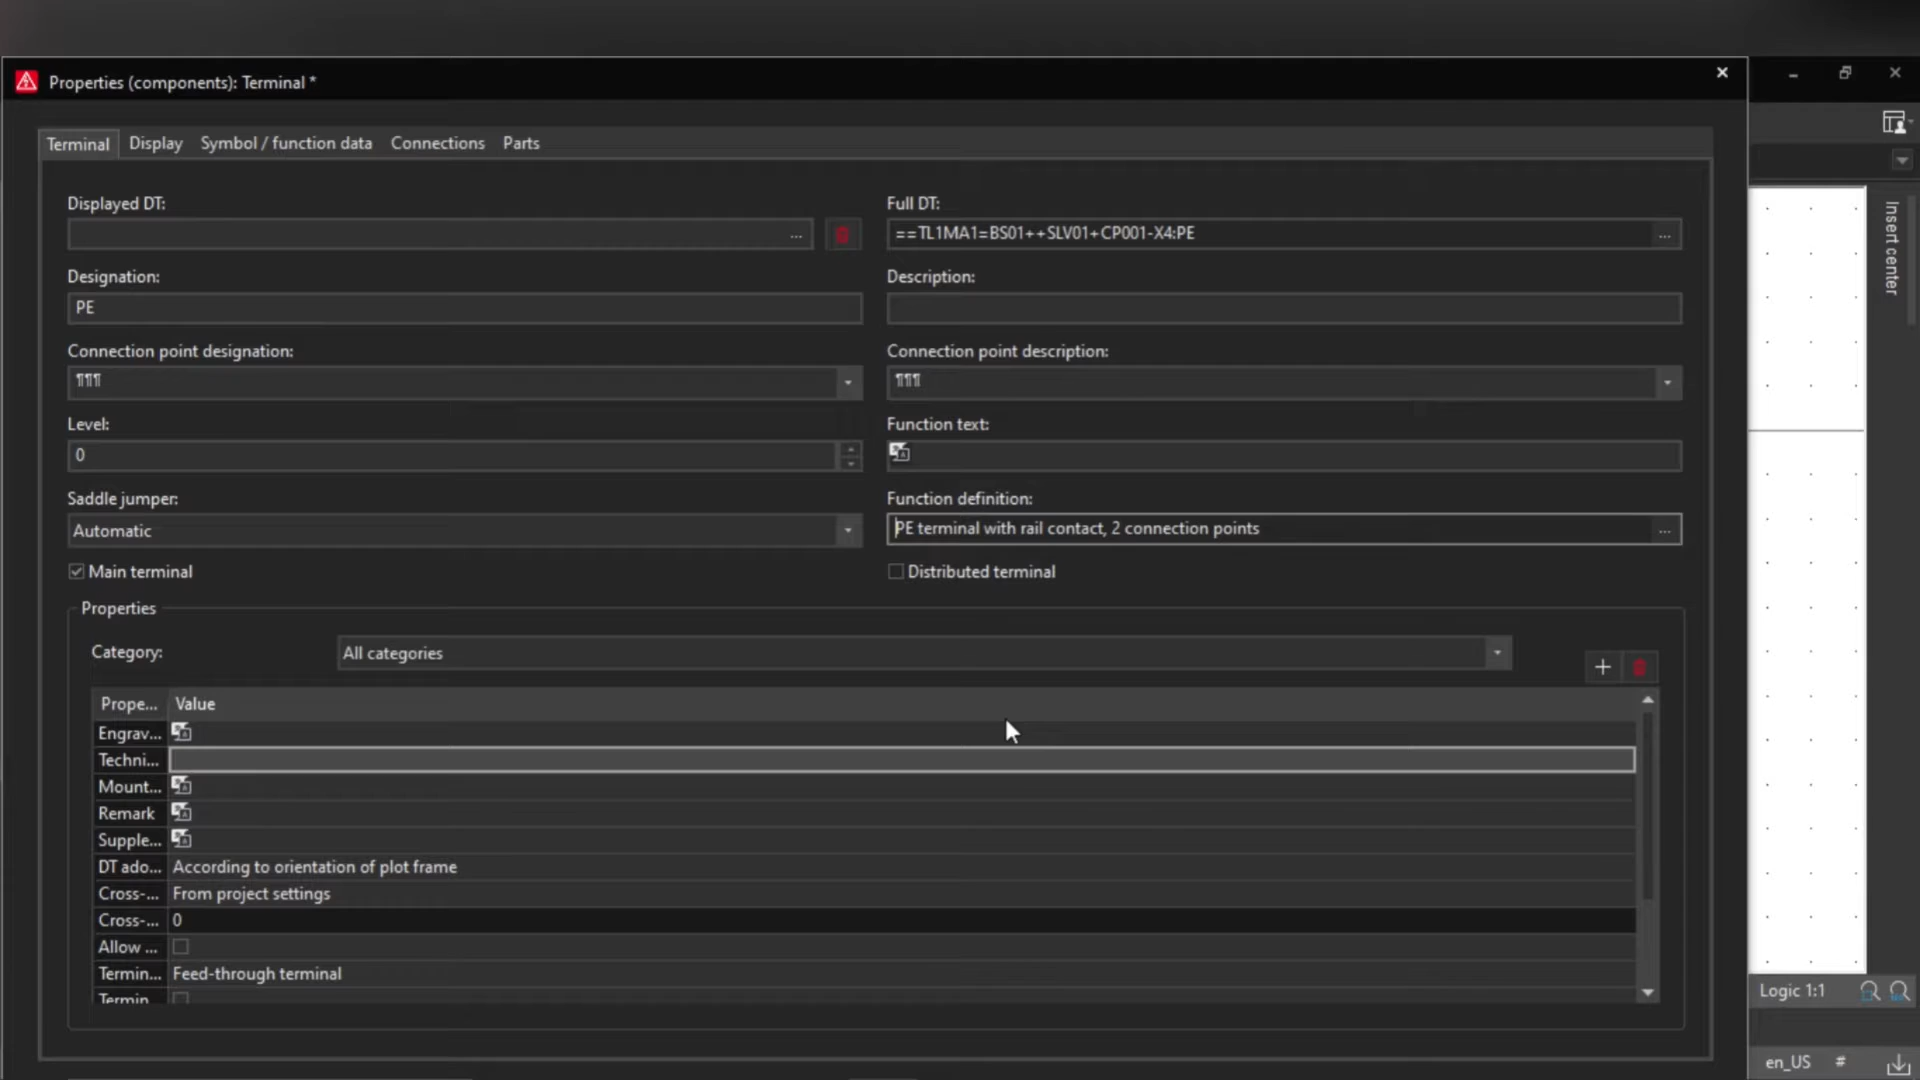 Properties (components): Terminal *
Terminal Display Symbol / function data Connections Parts
Displayed DT:
...
Full DT:
==TL1MA1=BS01++SLV01+CP001-X4:PE ...
Designation:
PE
Description:
Connection point designation:
¶¶¶
Connection point description:
¶¶¶
Level:
0
Function text:
Saddle jumper:
Automatic
Function definition:
PE terminal with rail contact, 2 connection points ...
Main terminal
Distributed terminal
Properties
Category: All categories
Prope... Value
Engrav...
Techni...
Mount...
Remark
Supple...
DT ado... According to orientation of plot frame
Cross-... From project settings
Cross-... 0
Allow ...
Termin... Feed-through terminal
Termin
Insert center
Logic 1:1
en_US #